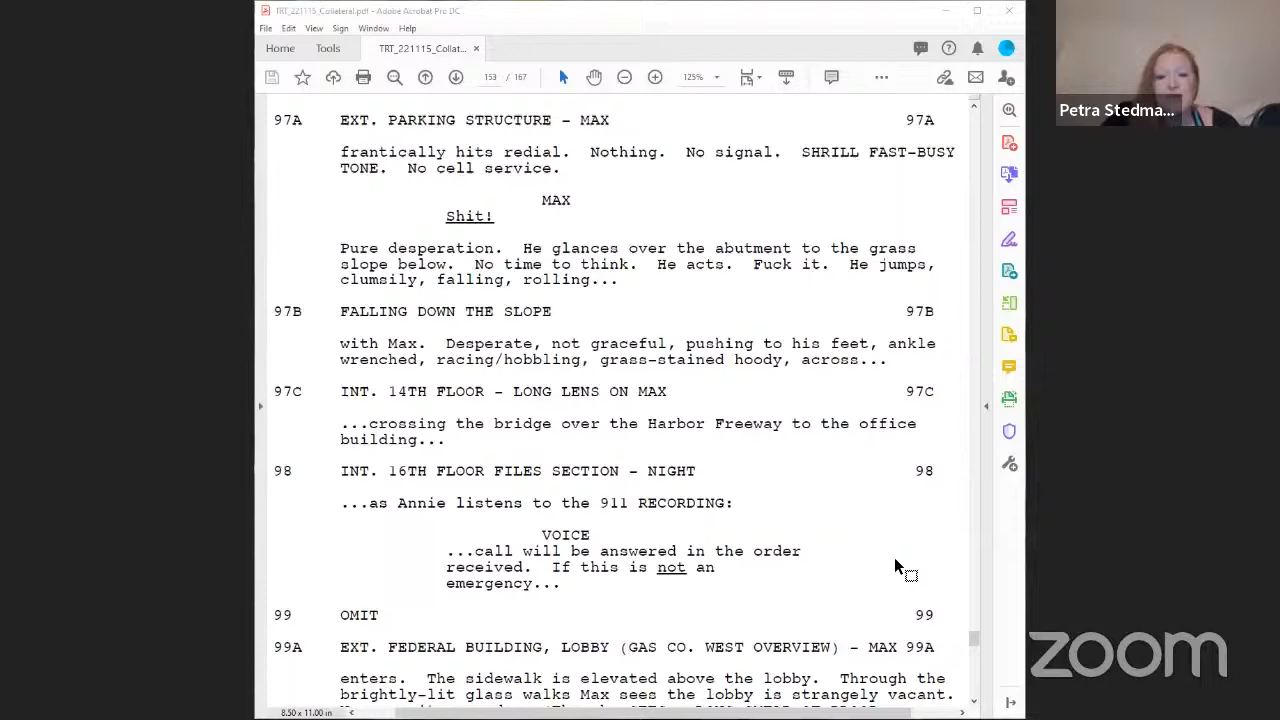 TRT_221115_Collateral.pdf - Adobe Acrobat Pro DC
File Edit View Sign Window Help
Home Tools TRT_221115_Collat... ×
153 / 167 125%
97A EXT. PARKING STRUCTURE - MAX 97A
frantically hits redial. Nothing. No signal. SHRILL FAST-BUSY
TONE. No cell service.
MAX
Shit!
Pure desperation. He glances over the abutment to the grass
slope below. No time to think. He acts. Fuck it. He jumps,
clumsily, falling, rolling...
97B FALLING DOWN THE SLOPE 97B
with Max. Desperate, not graceful, pushing to his feet, ankle
wrenched, racing/hobbling, grass-stained hoody, across...
97C INT. 14TH FLOOR - LONG LENS ON MAX 97C
...crossing the bridge over the Harbor Freeway to the office
building...
98 INT. 16TH FLOOR FILES SECTION - NIGHT 98
...as Annie listens to the 911 RECORDING:
VOICE
...call will be answered in the order
received. If this is not an
emergency...
99 OMIT 99
99A EXT. FEDERAL BUILDING, LOBBY (GAS CO. WEST OVERVIEW) - MAX 99A
enters. The sidewalk is elevated above the lobby. Through the
brightly-lit glass walks Max sees the lobby is strangely vacant.
8.50 x 11.00 in
Petra Stedma...
zoom